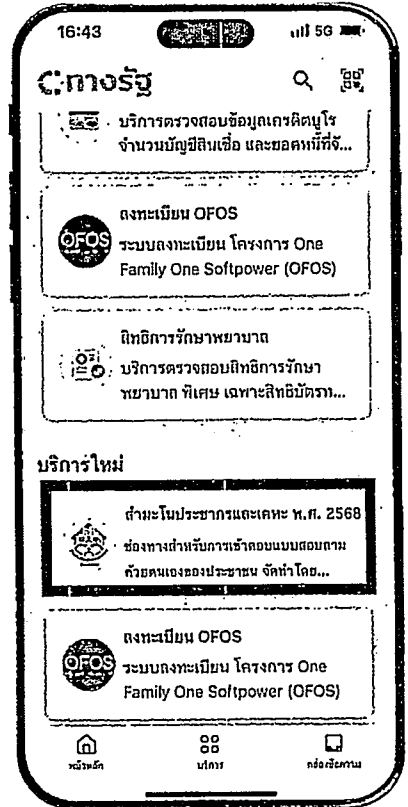 16:43
5G
ทางรัฐ
บริการตรวจสอบข้อมูลเครดิตบูโร
จำนวนบัญชีสินเชื่อ และยอดหนี้ที่จั...
ลงทะเบียน OFOS
OFOS
ระบบลงทะเบียน โครงการ One
Family One Softpower (OFOS)
สิทธิการรักษาพยาบาล
บริการตรวจสอบสิทธิการรักษา
พยาบาล พิเศษ เฉพาะสิทธิบัตรท...
บริการใหม่
สำมะโนประชากรและเคหะ พ.ศ. 2568
ช่องทางสำหรับการเข้าตอบแบบสอบถาม
ด้วยตนเองของประชาชน จัดทำโดย...
ลงทะเบียน OFOS
OFOS
ระบบลงทะเบียน โครงการ One
Family One Softpower (OFOS)
หน้าหลัก
บริการ
กล่องข้อความ